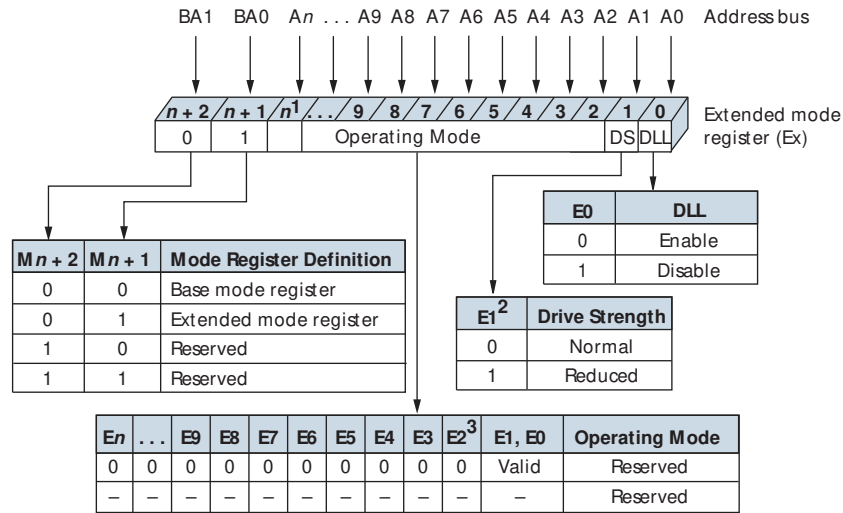 BA1 BA0 An . . . A9 A8 A7 A6 A5 A4 A3 A2 A1 A0 Address bus
n + 2 n + 1 n1 . . . 9 8 7 6 5 4 3 2 1 0
Extended mode
register (Ex)
0 1 Operating Mode DS DLL
E0 DLL
0 Enable
1 Disable
Mn + 2 Mn + 1 Mode Register Definition
0 0 Base mode register
0 1 Extended mode register
1 0 Reserved
1 1 Reserved
E1² Drive Strength
0 Normal
1 Reduced
En . . . E9 E8 E7 E6 E5 E4 E3 E2³ E1, E0 Operating Mode
0 0 0 0 0 0 0 0 0 0 Valid Reserved
– – – – – – – – – – – Reserved